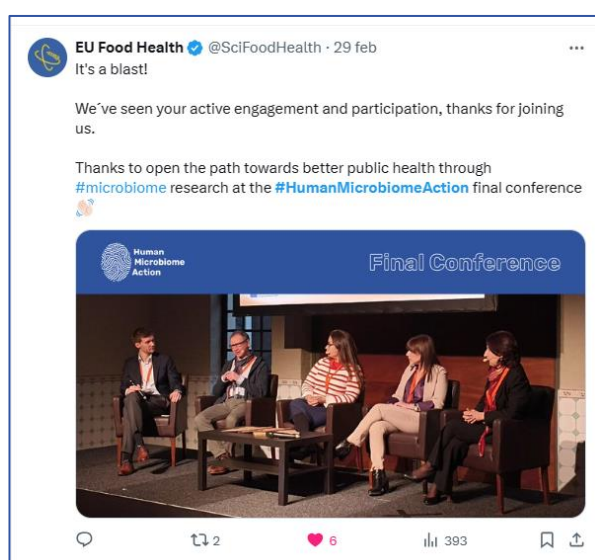 EU Food Health @SciFoodHealth · 29 feb
It's a blast!
We´ve seen your active engagement and participation, thanks for joining
us.
Thanks to open the path towards better public health through
#microbiome research at the #HumanMicrobiomeAction final conference
Human
Microbiome
Action
Final Conference
2
6
393